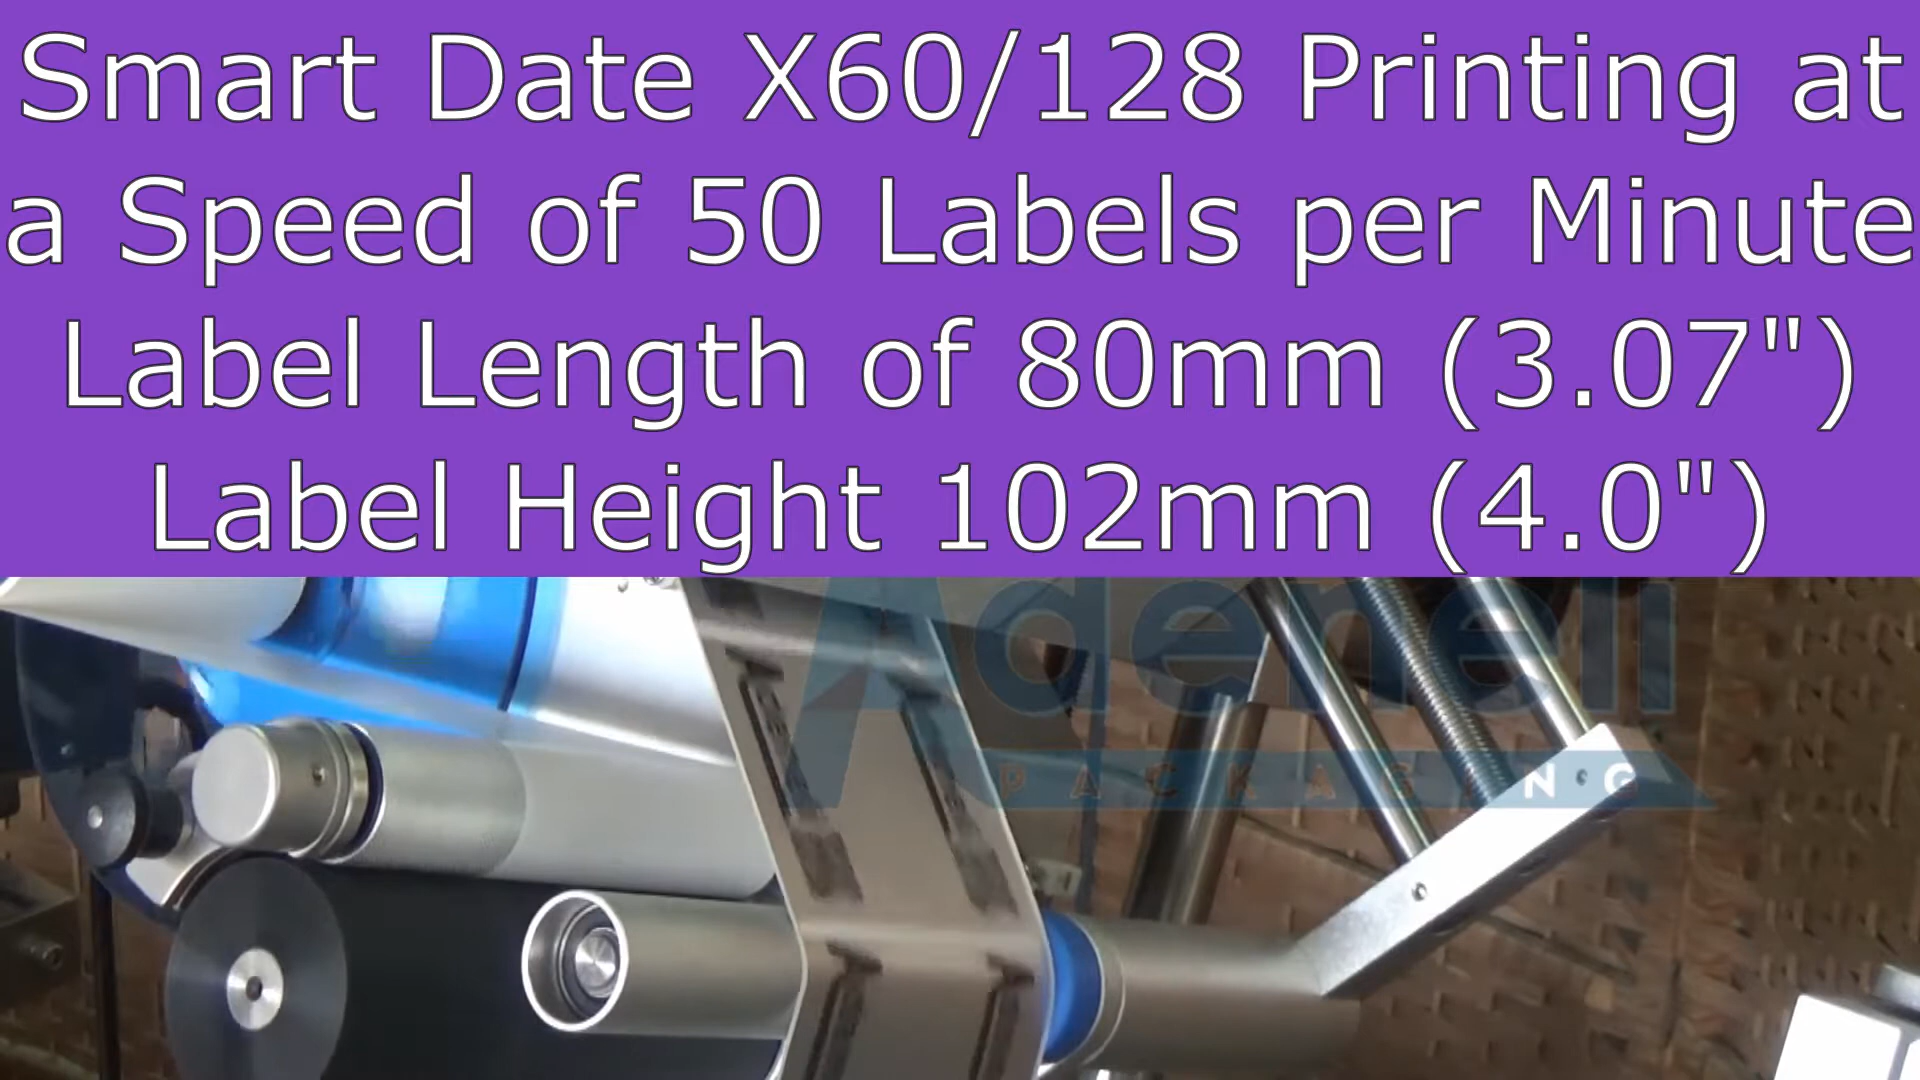 Smart Date X60/128 Printing at
a Speed of 50 Labels per Minute
Label Length of 80mm (3.07")
Label Height 102mm (4.0")
Adeneli
PACKAGING